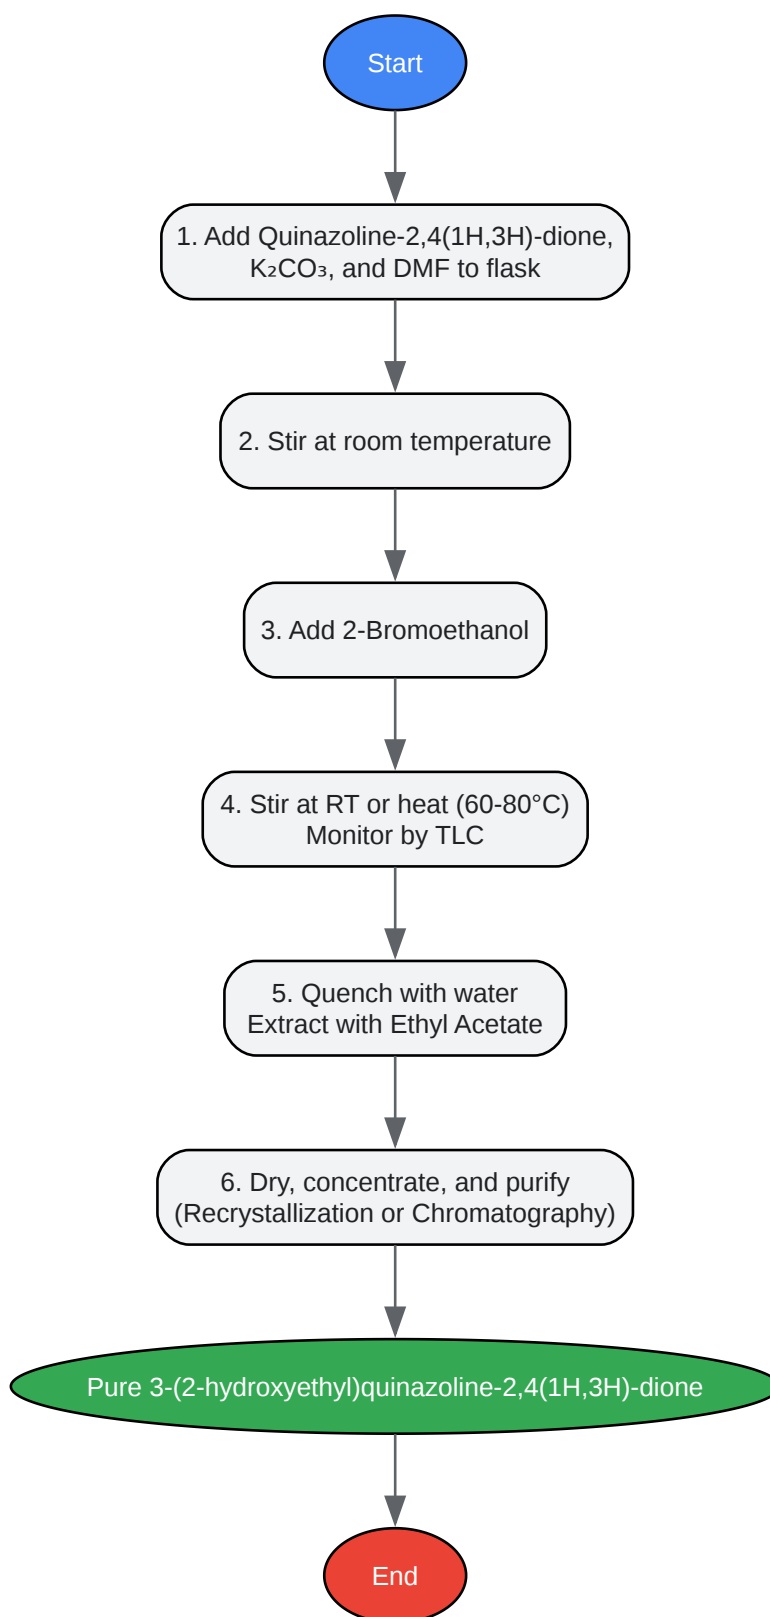 Start
1. Add Quinazoline-2,4(1H,3H)-dione,
K₂CO₃, and DMF to flask
2. Stir at room temperature
3. Add 2-Bromoethanol
4. Stir at RT or heat (60-80°C)
Monitor by TLC
5. Quench with water
Extract with Ethyl Acetate
6. Dry, concentrate, and purify
(Recrystallization or Chromatography)
Pure 3-(2-hydroxyethyl)quinazoline-2,4(1H,3H)-dione
End